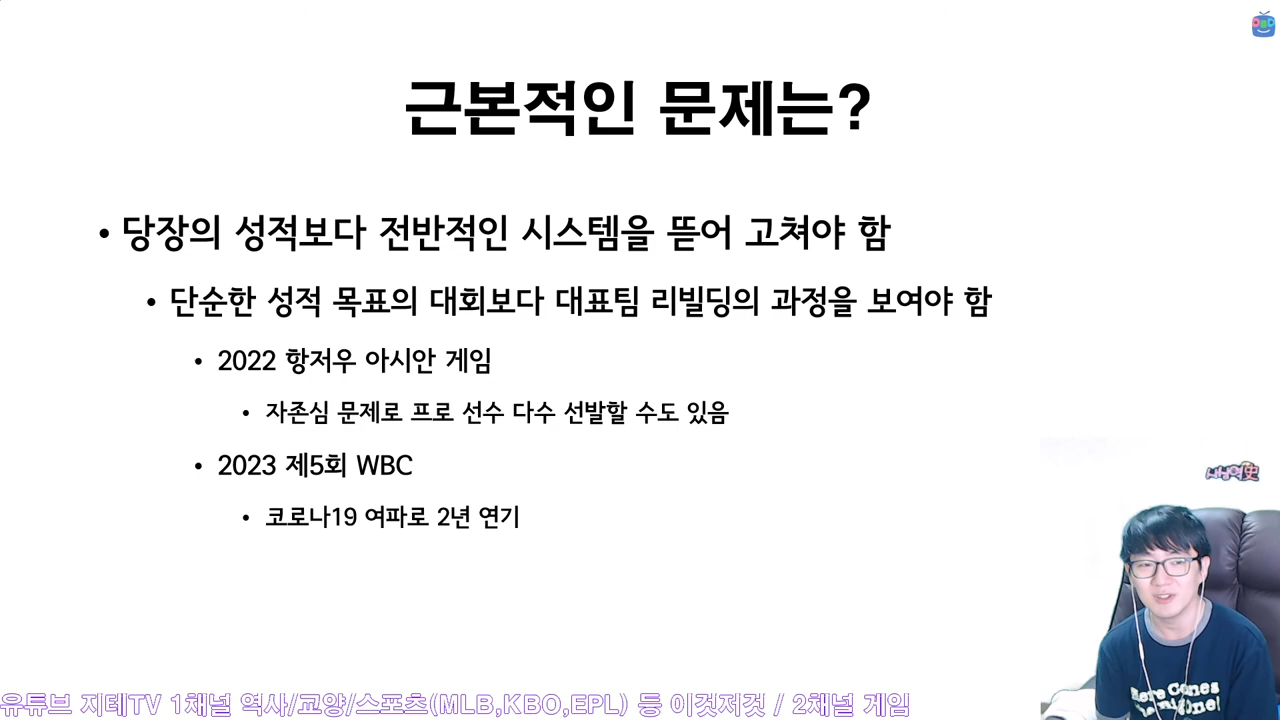 근본적인 문제는?
• 당장의 성적보다 전반적인 시스템을 뜯어 고쳐야 함
• 단순한 성적 목표의 대회보다 대표팀 리빌딩의 과정을 보여야 함
• 2022 항저우 아시안 게임
• 자존심 문제로 프로 선수 다수 선발할 수도 있음
• 2023 제5회 WBC
• 코로나19 여파로 2년 연기
유튜브 지테TV 1채널 역사/교양/스포츠(MLB,KBO,EPL) 등 이것저것 / 2채널 게임